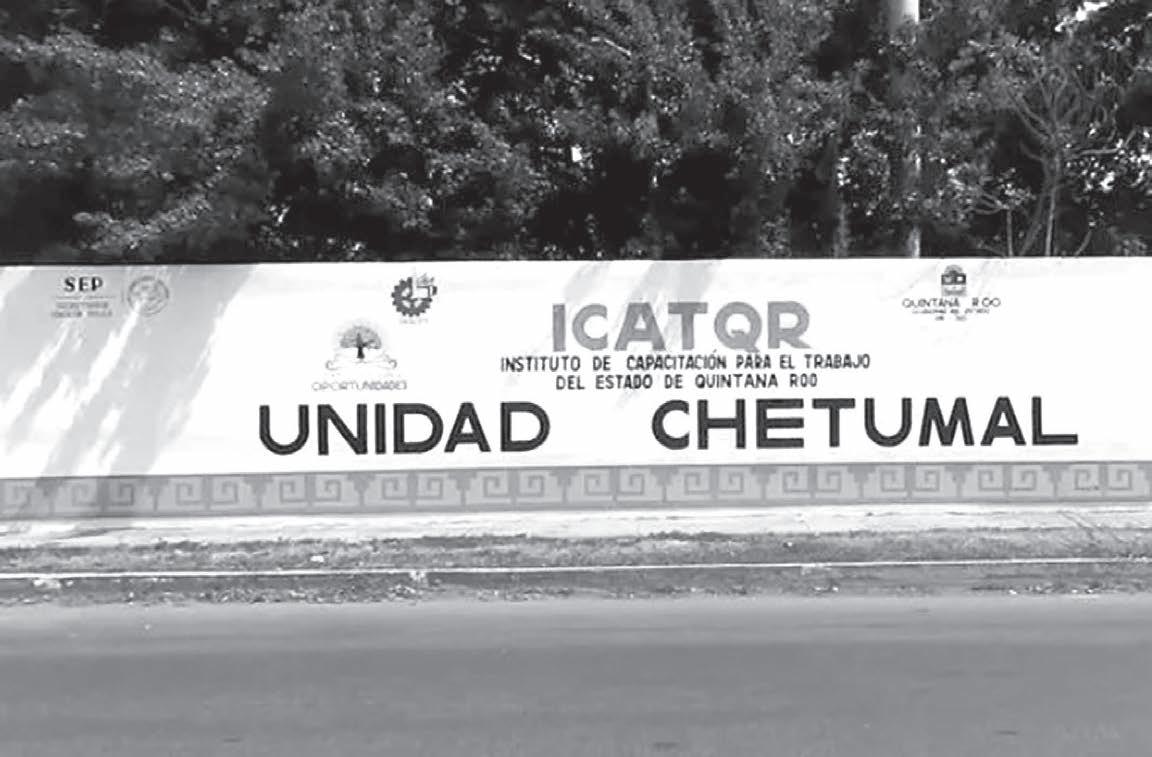 SEP
OPORTUNIDADES
ICATQR
INSTITUTO DE CAPACITACIÓN PARA EL TRABAJO
DEL ESTADO DE QUINTANA ROO
QUINTANA ROO
UNIDAD CHETUMAL